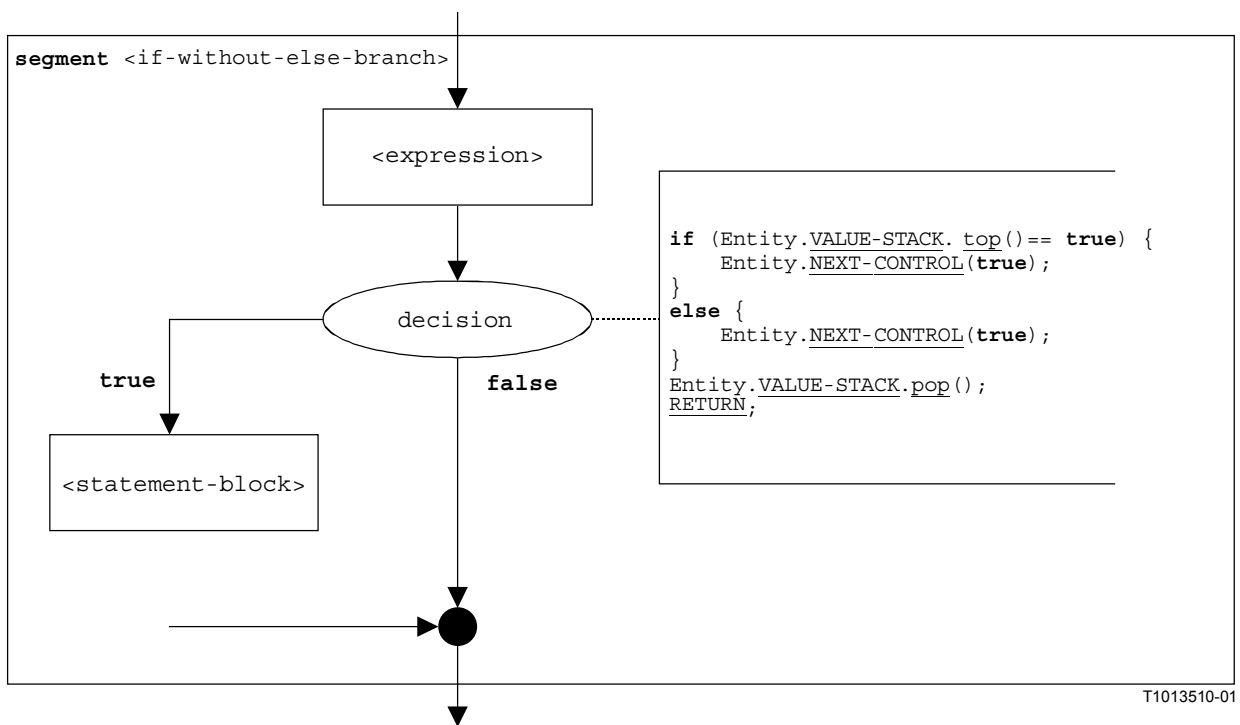 segment <if-without-else-branch>
<expression>
decision
true
false
<statement-block>
if (Entity.VALUE-STACK. top()== true) {
    Entity.NEXT-CONTROL(true);
}
else {
    Entity.NEXT-CONTROL(true);
}
Entity.VALUE-STACK.pop();
RETURN;
T1013510-01